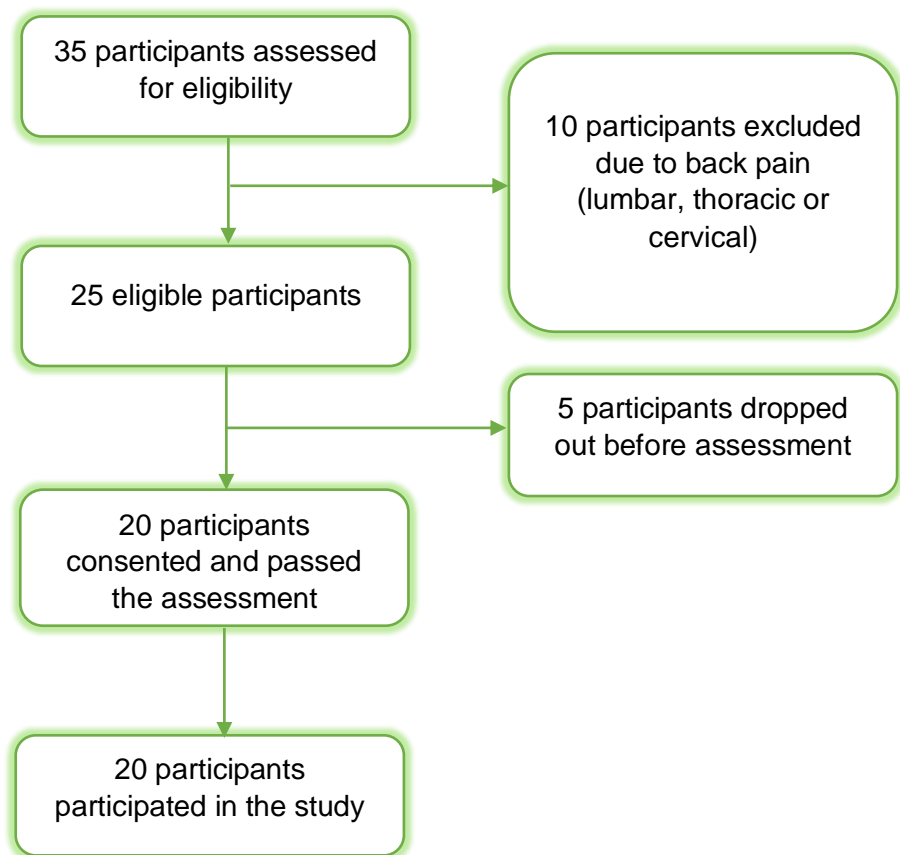 35 participants assessed
for eligibility
10 participants excluded
due to back pain
(lumbar, thoracic or
cervical)
25 eligible participants
5 participants dropped
out before assessment
20 participants
consented and passed
the assessment
20 participants
participated in the study